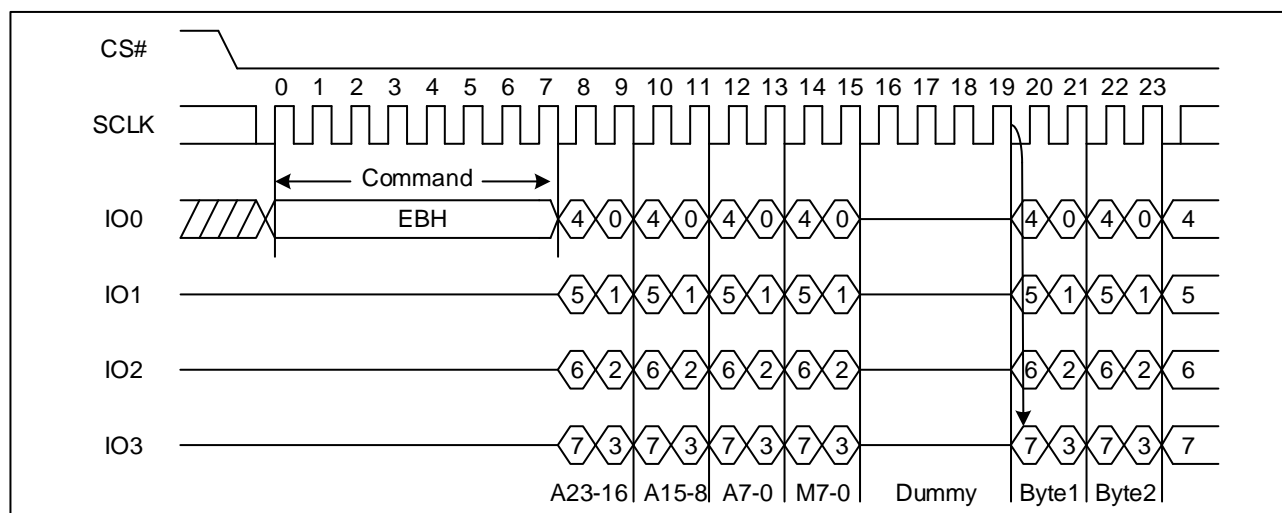 CS#
0 1 2 3 4 5 6 7 8 9 10 11 12 13 14 15 16 17 18 19 20 21 22 23
SCLK
Command
IO0 EBH 4 0 4 0 4 0 4 0 4 0 4 0 4
IO1 5 1 5 1 5 1 5 1 5 1 5 1 5
IO2 6 2 6 2 6 2 6 2 6 2 6 2 6
IO3 7 3 7 3 7 3 7 3 7 3 7 3 7
A23-16 A15-8 A7-0 M7-0 Dummy Byte1 Byte2